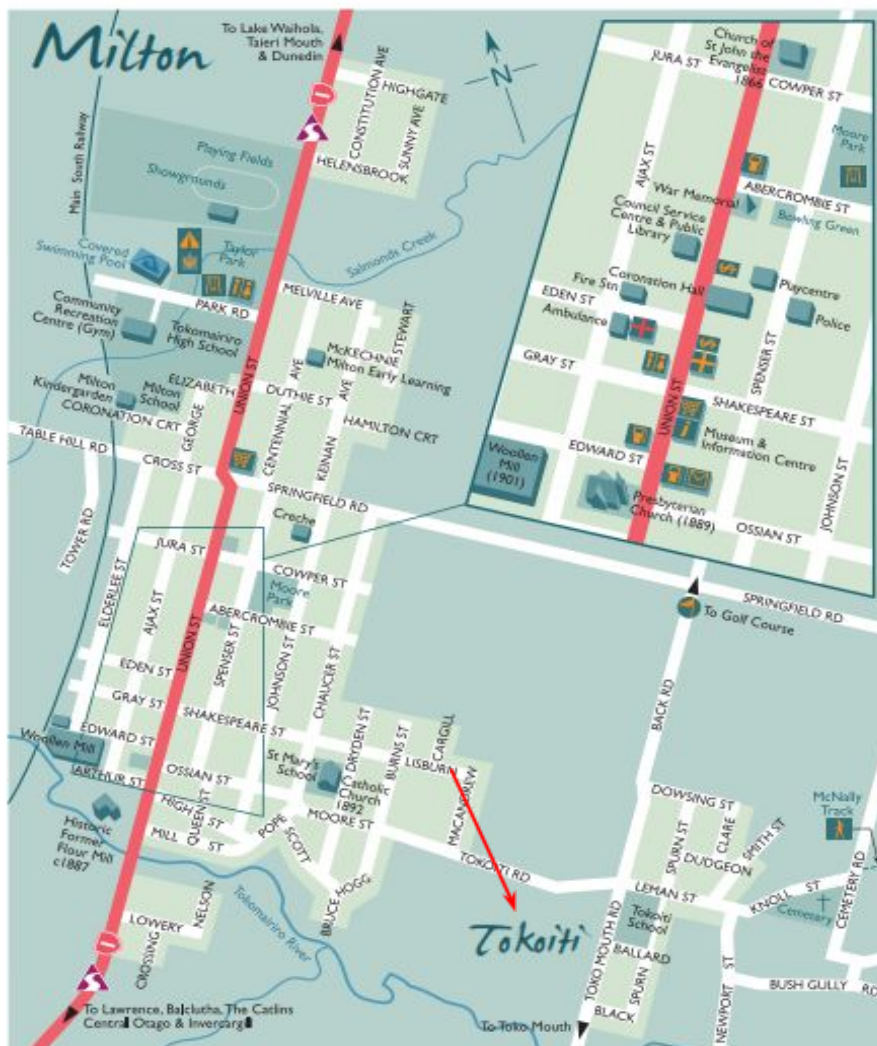 Milton
To Lake Waihola,
Taieri Mouth
& Dunedin
N
HIGHGATE
CONSTITUTION AVE
SUNNY AVE
HELENSBROOK
Main South Railway
Playing Fields
Showgrounds
Covered
Swimming Pool
Taylor
Park
Salmonds Creek
PARK RD
MELVILLE AVE
Community
Recreation
Centre (Gym)
Tokomairiro
High School
UNION ST
STEWART
McKECHNIE
Milton Early Learning
CENTENNIAL AVE
KEINAN AVE
Milton
Kindergarden
Milton
School
ELIZABETH
DUTHIE ST
GEORGE
CORONATION CRT
HAMILTON CRT
TABLE HILL RD
CROSS ST
SPRINGFIELD RD
TOWER RD
Creche
JURA ST
COWPER ST
Moore
Park
ELDERLEE ST
AJAX ST
UNION ST
ABERCROMBIE ST
SPENSER ST
JOHNSON ST
CHAUCER ST
EDEN ST
GRAY ST
SHAKESPEARE ST
EDWARD ST
Woollen Mill
ARTHUR ST
OSSIAN ST
St Mary's
School
Catholic
Church
1892
DRYDEN ST
BURNS ST
LISBURN
CARGILL
MACANDREW
HIGH ST
QUEEN ST
MILL ST
POPE
SCOTT
MOORE ST
TOKOITI RD
BRUCE
HOGG
Historic
Former
Flour Mill
c1887
Tokomairiro River
LOWERY
NELSON
CROSSING
To Lawrence, Balclutha, The Catlins
Central Otago & Invercargill
Church of
St John the
Evangelist
1866
JURA ST
COWPER ST
Moore
Park
AJAX ST
War Memorial
ABERCROMBIE ST
Bowling Green
Council Service
Centre & Public
Library
Coronation Hall
Playcentre
EDEN ST
Fire Stn
Ambulance
Police
GRAY ST
UNION ST
SPENSER ST
SHAKESPEARE ST
EDWARD ST
Museum &
Information Centre
Woollen
Mill
(1901)
Presbyterian
Church (1889)
OSSIAN ST
JOHNSON ST
SPRINGFIELD RD
To Golf Course
BACK RD
DOWSING ST
McNally
Track
SPURN ST
CLARE
SMITH ST
DUDGEON
LEMAN ST
KNOLL ST
Cemetery
CEMETERY RD
Tokoiti
Tokoiti
School
BALLARD
TOKO MOUTH RD
SPURN
NEWPORT ST
BUSH GULLY RD
BLACK
To Toko Mouth